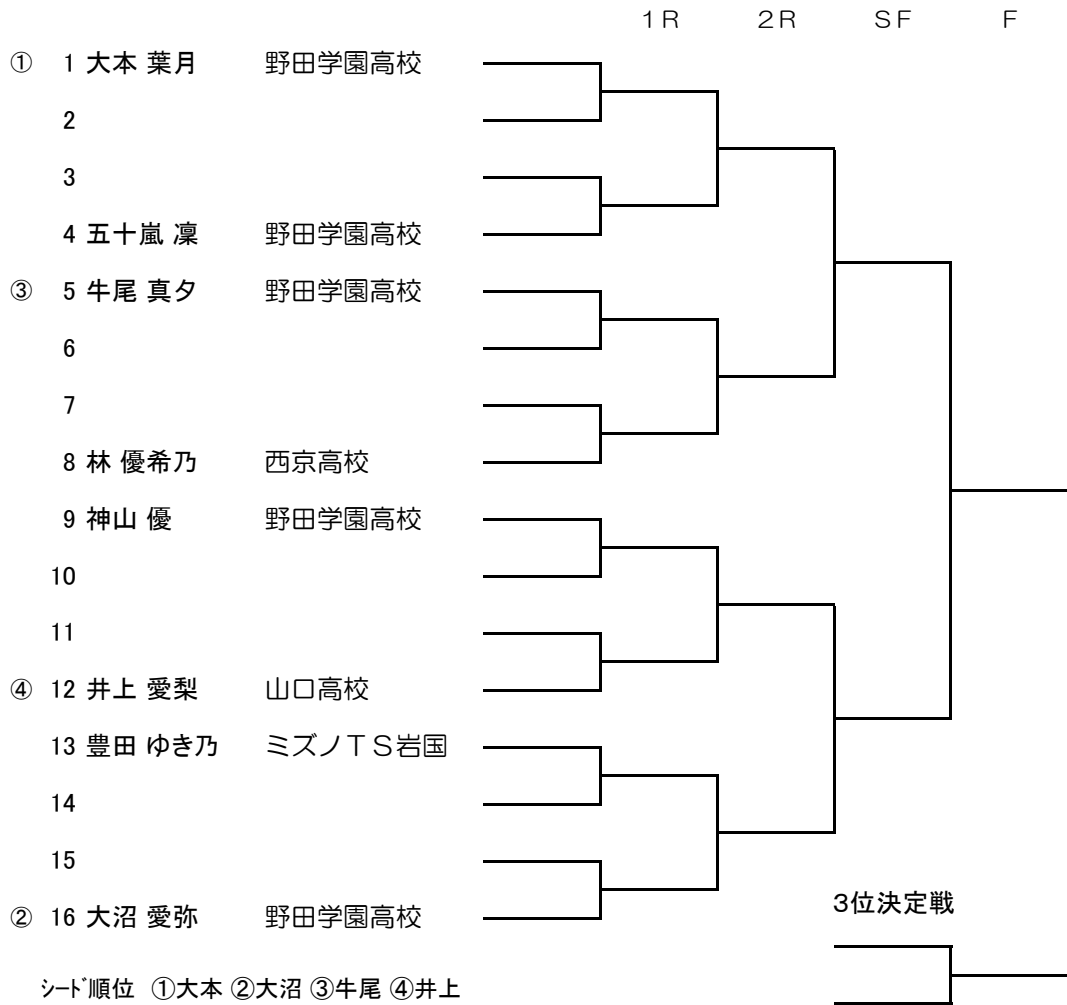 １Ｒ ２Ｒ ＳＦ Ｆ
① 1 大本 葉月 野田学園高校
2
3
4 五十嵐 凜 野田学園高校
③ 5 牛尾 真夕 野田学園高校
6
7
8 林 優希乃 西京高校
9 神山 優 野田学園高校
10
11
④ 12 井上 愛梨 山口高校
13 豊田 ゆき乃 ミズノＴＳ岩国
14
15
② 16 大沼 愛弥 野田学園高校
3位決定戦
ｼｰﾄﾞ順位 ①大本 ②大沼 ③牛尾 ④井上